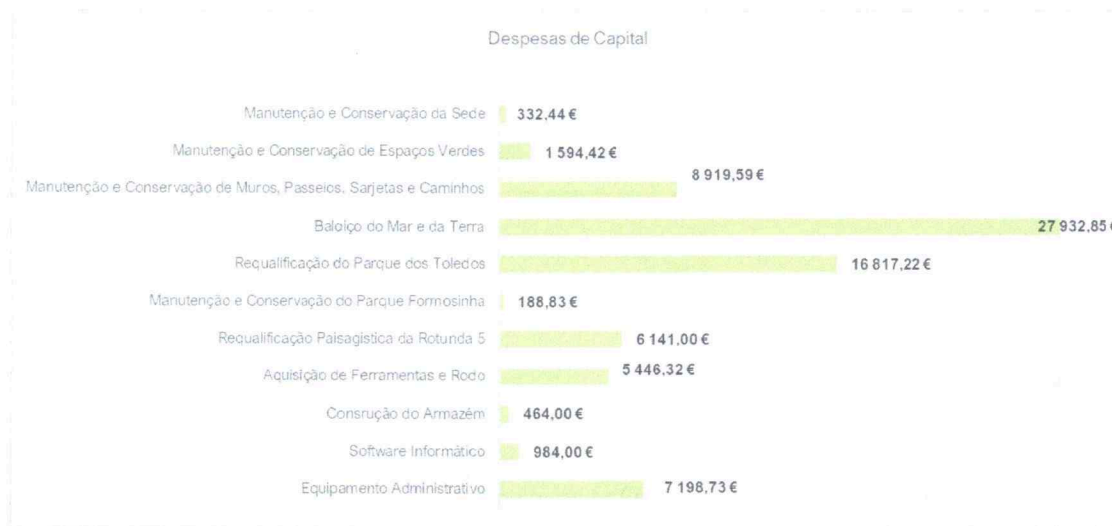 Despesas de Capital
Manutenção e Conservação da Sede 332,44 €
Manutenção e Conservação de Espaços Verdes 1 594,42 €
Manutenção e Conservação de Muros, Passeios, Sarjetas e Caminhos 8 919,59 €
Baloiço do Mar e da Terra 27 932,85 €
Requalificação do Parque dos Toledos 16 817,22 €
Manutenção e Conservação do Parque Formosinha 188,83 €
Requalificação Paisagística da Rotunda 5 6 141,00 €
Aquisição de Ferramentas e Rodo 5 446,32 €
Consrução do Armazém 464,00 €
Software Informático 984,00 €
Equipamento Administrativo 7 198,73 €